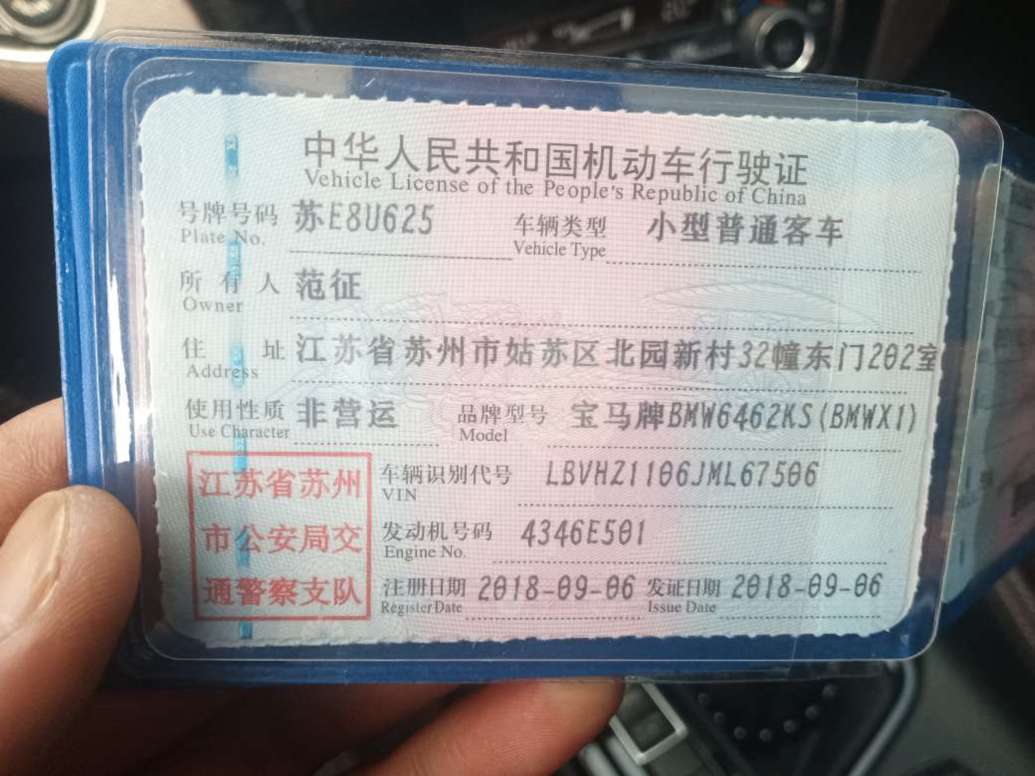 中华人民共和国机动车行驶证
Vehicle License of the People's Republic of China
号牌号码 苏E8U625 车辆类型 小型普通客车
Plate No. Vehicle Type
所有人 范征
Owner
住址 江苏省苏州市姑苏区北园新村32幢东门202室
Address
使用性质 非营运 品牌型号 宝马牌BMW6462KS(BMWX1)
Use Character Model
江苏省苏州
市公安局交
通警察支队
车辆识别代号 LBVHZ1106JML67506
VIN
发动机号码 4346E501
Engine No.
注册日期 2018-09-06 发证日期 2018-09-06
Register Date Issue Date